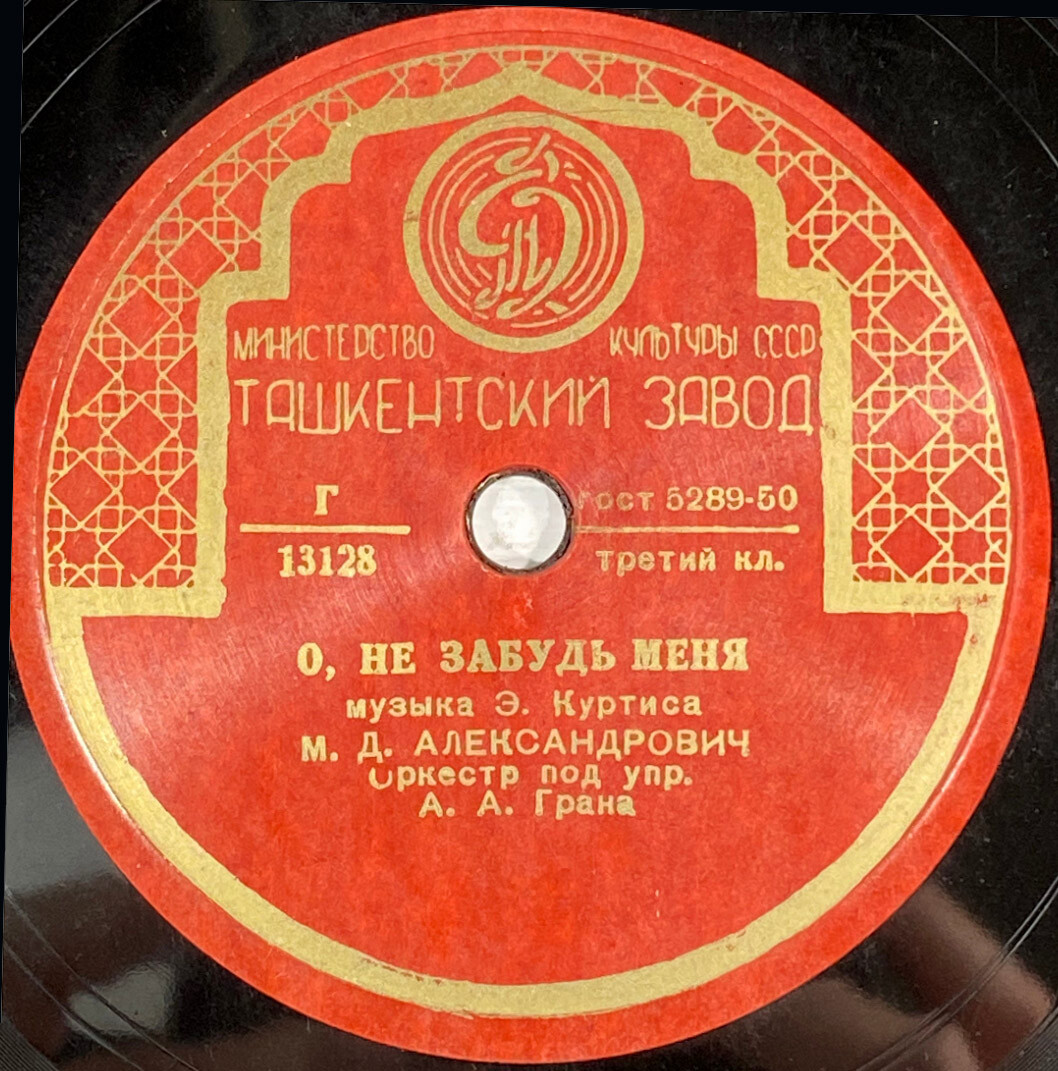 МИНИСТЕРСТВО КУЛЬТУРЫ СССР
ТАШКЕНТСКИЙ ЗАВОД
Г
13128
Гост 5289-50
третий кл.
О, НЕ ЗАБУДЬ МЕНЯ
музыка Э. Куртиса
М. Д. АЛЕКСАНДРОВИЧ
Оркестр под упр.
А. А. Грана